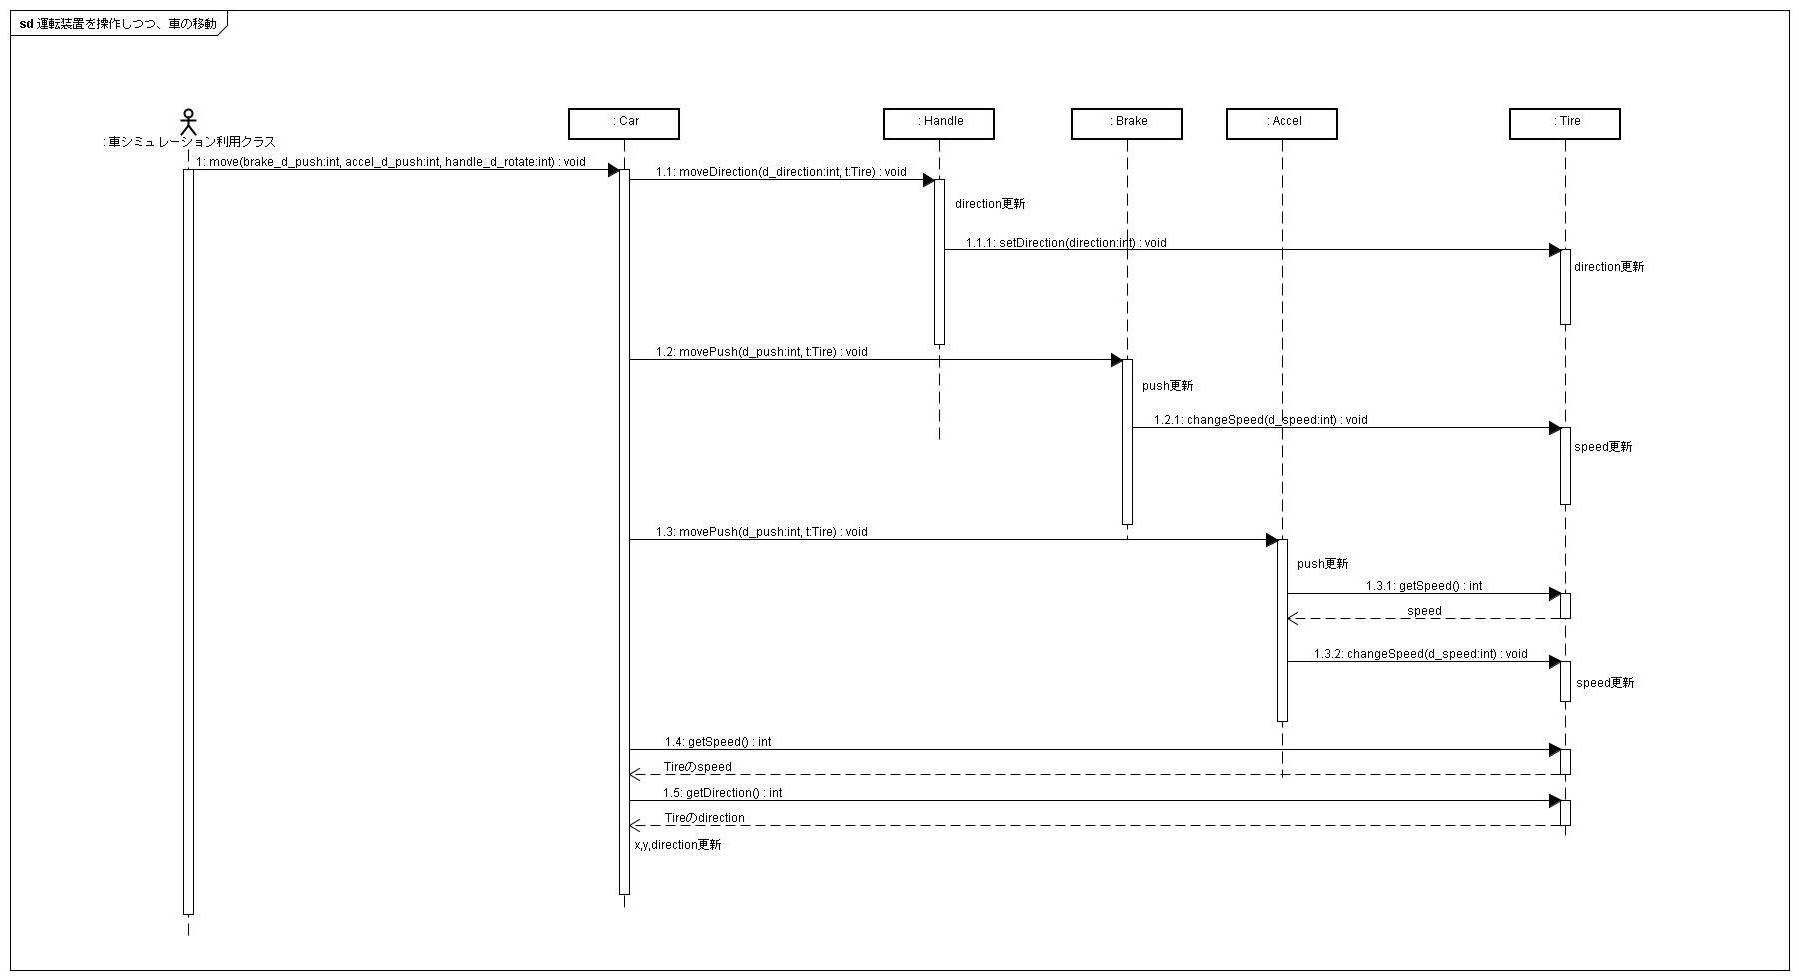 sd 運転装置を操作しつつ、車の移動
: 車シミュレーション利用クラス
: Car
: Handle
: Brake
: Accel
: Tire
1: move(brake_d_push:int, accel_d_push:int, handle_d_rotate:int) : void
1.1: moveDirection(d_direction:int, t:Tire) : void
direction更新
1.1.1: setDirection(direction:int) : void
direction更新
1.2: movePush(d_push:int, t:Tire) : void
push更新
1.2.1: changeSpeed(d_speed:int) : void
speed更新
1.3: movePush(d_push:int, t:Tire) : void
push更新
1.3.1: getSpeed() : int
speed
1.3.2: changeSpeed(d_speed:int) : void
speed更新
1.4: getSpeed() : int
Tireのspeed
1.5: getDirection() : int
Tireのdirection
x,y,direction更新